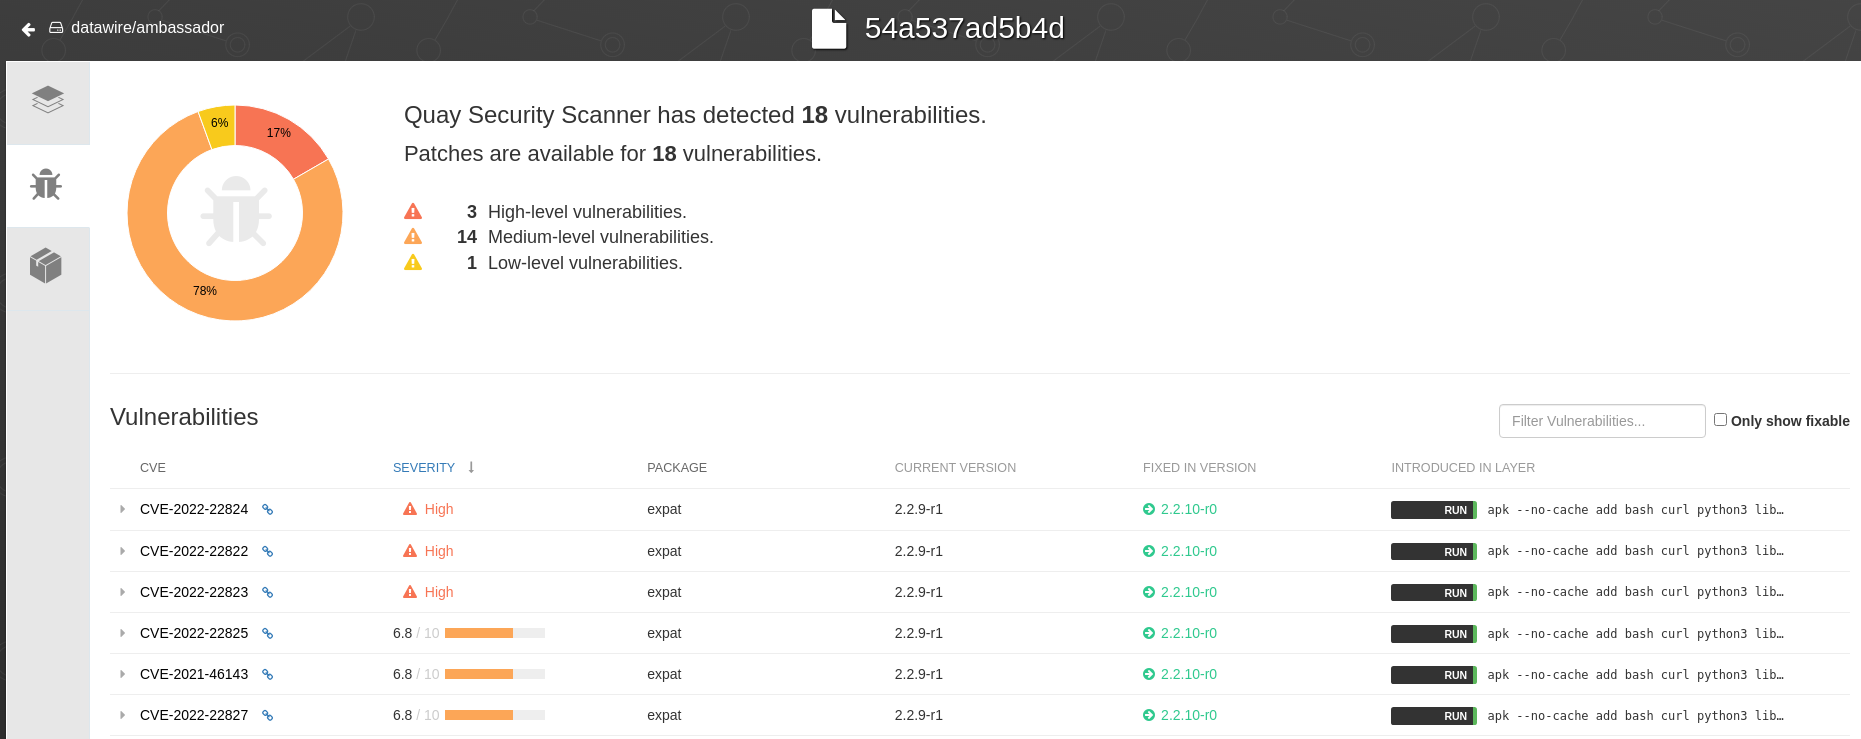 datawire/ambassador
54a537ad5b4d
6%
17%
78%
Quay Security Scanner has detected 18 vulnerabilities.
Patches are available for 18 vulnerabilities.
3 High-level vulnerabilities.
14 Medium-level vulnerabilities.
1 Low-level vulnerabilities.
Vulnerabilities
Filter Vulnerabilities... Only show fixable
CVE SEVERITY PACKAGE CURRENT VERSION FIXED IN VERSION INTRODUCED IN LAYER
CVE-2022-22824 High expat 2.2.9-r1 2.2.10-r0 RUN apk --no-cache add bash curl python3 lib…
CVE-2022-22822 High expat 2.2.9-r1 2.2.10-r0 RUN apk --no-cache add bash curl python3 lib…
CVE-2022-22823 High expat 2.2.9-r1 2.2.10-r0 RUN apk --no-cache add bash curl python3 lib…
CVE-2022-22825 6.8 / 10 expat 2.2.9-r1 2.2.10-r0 RUN apk --no-cache add bash curl python3 lib…
CVE-2021-46143 6.8 / 10 expat 2.2.9-r1 2.2.10-r0 RUN apk --no-cache add bash curl python3 lib…
CVE-2022-22827 6.8 / 10 expat 2.2.9-r1 2.2.10-r0 RUN apk --no-cache add bash curl python3 lib…